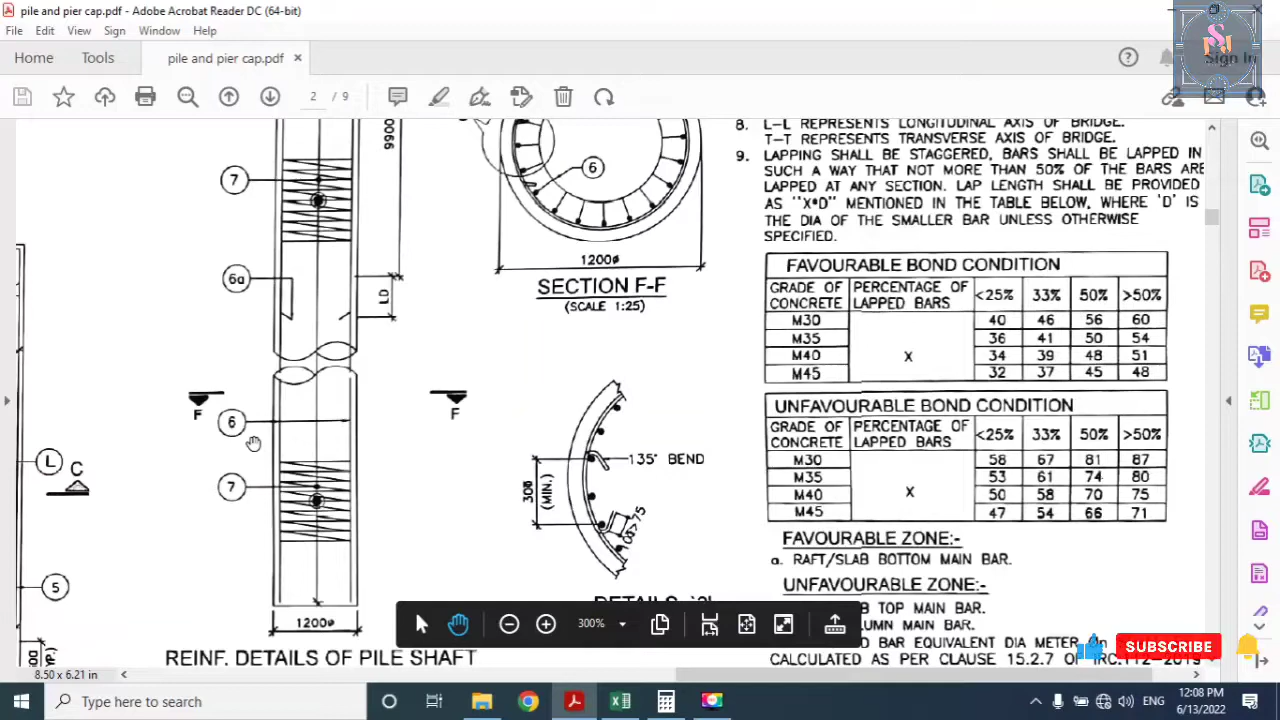 pile and pier cap.pdf - Adobe Acrobat Reader DC (64-bit)
File Edit View Sign Window Help
Home Tools pile and pier cap.pdf × Sign In
2 / 9
9900
7
6a
LD
F F
6
7
L C
5
1200ø
REINF. DETAILS OF PILE SHAFT
6
1200ø
SECTION F-F
(SCALE 1:25)
135° BEND
300
(MIN.)
8. L-L REPRESENTS LONGITUDINAL AXIS OF BRIDGE.
T-T REPRESENTS TRANSVERSE AXIS OF BRIDGE.
9. LAPPING SHALL BE STAGGERED, BARS SHALL BE LAPPED IN
SUCH A WAY THAT NOT MORE THAN 50% OF THE BARS ARE
LAPPED AT ANY SECTION. LAP LENGTH SHALL BE PROVIDED
AS "X*D" MENTIONED IN THE TABLE BELOW, WHERE 'D' IS
THE DIA OF THE SMALLER BAR UNLESS OTHERWISE
SPECIFIED.
FAVOURABLE BOND CONDITION
GRADE OF CONCRETE PERCENTAGE OF LAPPED BARS <25% 33% 50% >50%
M30 40 46 56 60
M35 36 41 50 54
M40 X 34 39 48 51
M45 32 37 45 48
UNFAVOURABLE BOND CONDITION
GRADE OF CONCRETE PERCENTAGE OF LAPPED BARS <25% 33% 50% >50%
M30 58 67 81 87
M35 53 61 74 80
M40 X 50 58 70 75
M45 47 54 66 71
FAVOURABLE ZONE:-
a. RAFT/SLAB BOTTOM MAIN BAR.
UNFAVOURABLE ZONE:-
TOP MAIN BAR.
MAIN BAR.
BAR EQUIVALENT DIA METER
CALCULATED AS PER CLAUSE 15.2.7 OF IRC:112-2019
300%
SUBSCRIBE
8.50 x 6.21 in
Type here to search
ENG
12:08 PM
6/13/2022